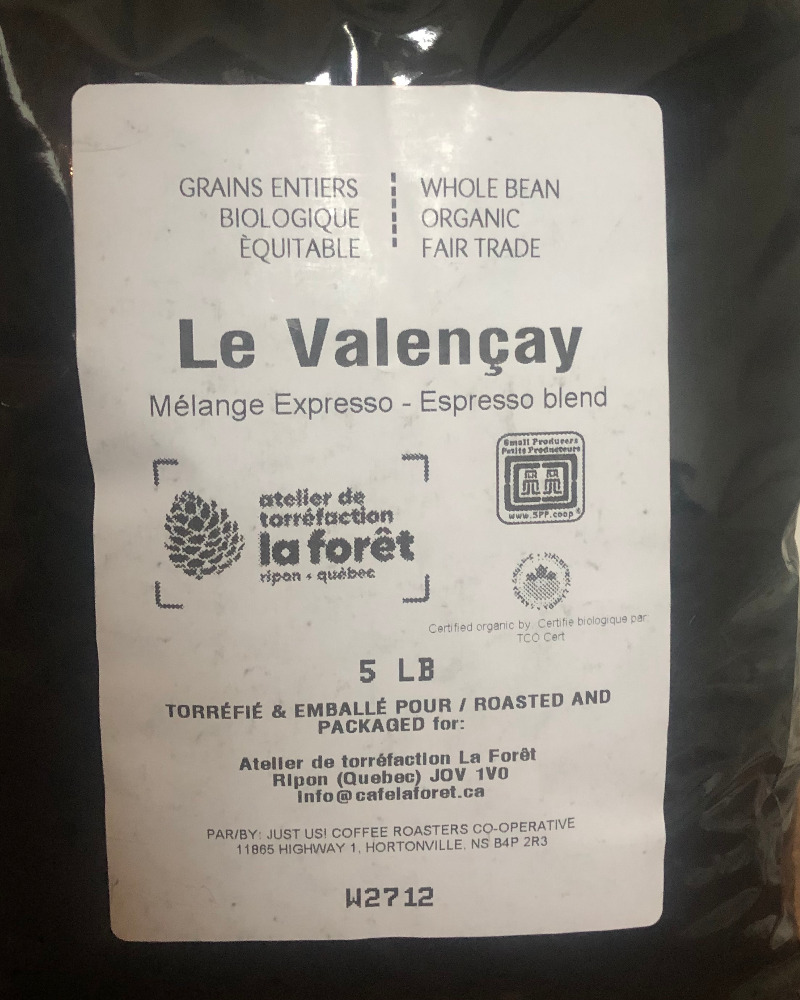 GRAINS ENTIERS
BIOLOGIQUE
ÈQUITABLE
WHOLE BEAN
ORGANIC
FAIR TRADE
Le Valençay
Mélange Expresso - Espresso blend
Small Producers
Petits Producteurs
www.SPP.coop
atelier de
torréfaction
la forêt
ripon • québec
Certified organic by: Certifie biologique par:
TCO Cert
5 LB
TORRÉFIÉ & EMBALLÉ POUR / ROASTED AND
PACKAGED for:
Atelier de torréfaction La Forêt
Ripon (Quebec) JOV 1V0
Info@cafelaforet.ca
PAR/BY: JUST US! COFFEE ROASTERS CO-OPERATIVE
11865 HIGHWAY 1, HORTONVILLE, NS B4P 2R3
W2712